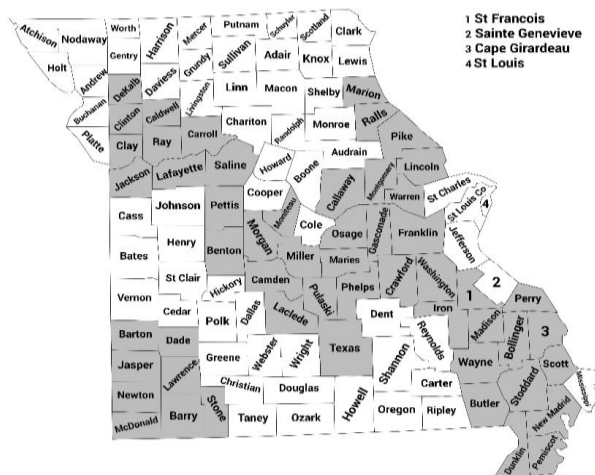 1 St Francois
2 Sainte Genevieve
3 Cape Girardeau
4 St Louis
Atchison
Nodaway
Worth
Harrison
Mercer
Putnam
Schuyler
Scotland
Clark
Holt
Andrew
Gentry
Daviess
Grundy
Sullivan
Adair
Knox
Lewis
Buchanan
DeKalb
Livingston
Linn
Macon
Shelby
Marion
Platte
Clinton
Caldwell
Carroll
Chariton
Randolph
Monroe
Ralls
Clay
Ray
Pike
Audrain
Jackson
Lafayette
Saline
Howard
Boone
Callaway
Montgomery
Lincoln
Warren
St Charles
St Louis Co
4
Cass
Johnson
Pettis
Cooper
Moniteau
Cole
Osage
Gasconade
Franklin
Jefferson
Bates
Henry
Benton
Morgan
Miller
Maries
Vernon
St Clair
Hickory
Camden
Pulaski
Phelps
Crawford
Washington
1
2
Perry
Cedar
Polk
Dallas
Laclede
Dent
Iron
Madison
Bollinger
3
Barton
Dade
Greene
Webster
Wright
Texas
Shannon
Reynolds
Wayne
Scott
Jasper
Lawrence
Christian
Douglas
Howell
Carter
Stoddard
Mississippi
Newton
McDonald
Barry
Stone
Taney
Ozark
Oregon
Ripley
Butler
New Madrid
Dunklin
Pemiscot